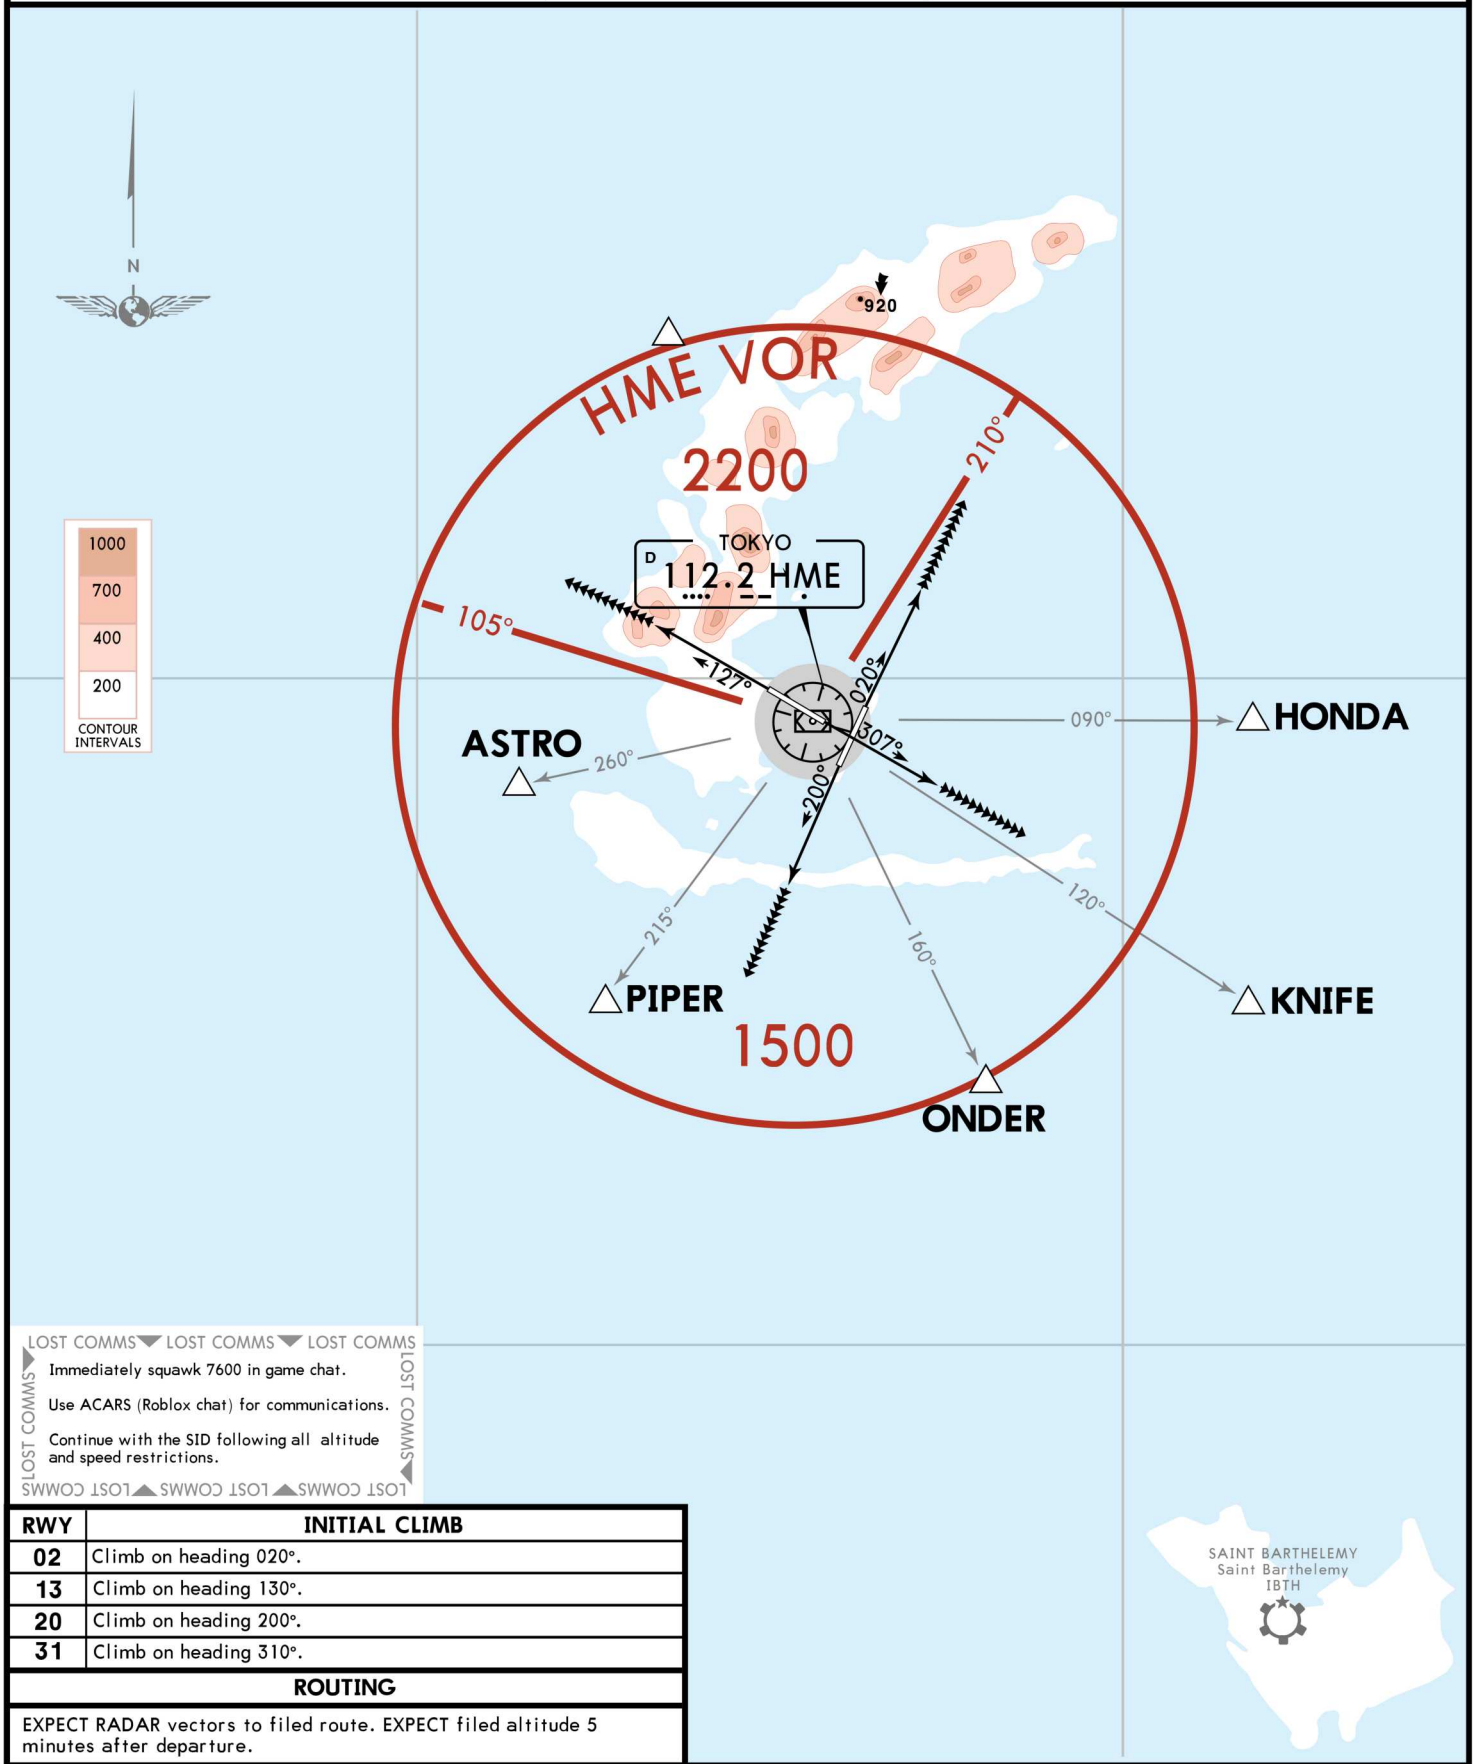 N
920
HME VOR
210°
2200
TOKYO
D
112.2 HME
1000
700
400
200
CONTOUR
INTERVALS
105°
127°
020°
090°
HONDA
ASTRO
260°
307°
200°
120°
215°
160°
PIPER
KNIFE
1500
ONDER
LOST COMMS LOST COMMS LOST COMMS
LOST COMMS
LOST COMMS
Immediately squawk 7600 in game chat.
Use ACARS (Roblox chat) for communications.
Continue with the SID following all altitude
and speed restrictions.
LOST COMMS LOST COMMS LOST COMMS
RWY INITIAL CLIMB
02 Climb on heading 020°.
13 Climb on heading 130°.
20 Climb on heading 200°.
31 Climb on heading 310°.
ROUTING
EXPECT RADAR vectors to filed route. EXPECT filed altitude 5
minutes after departure.
SAINT BARTHELEMY
Saint Barthelemy
IBTH